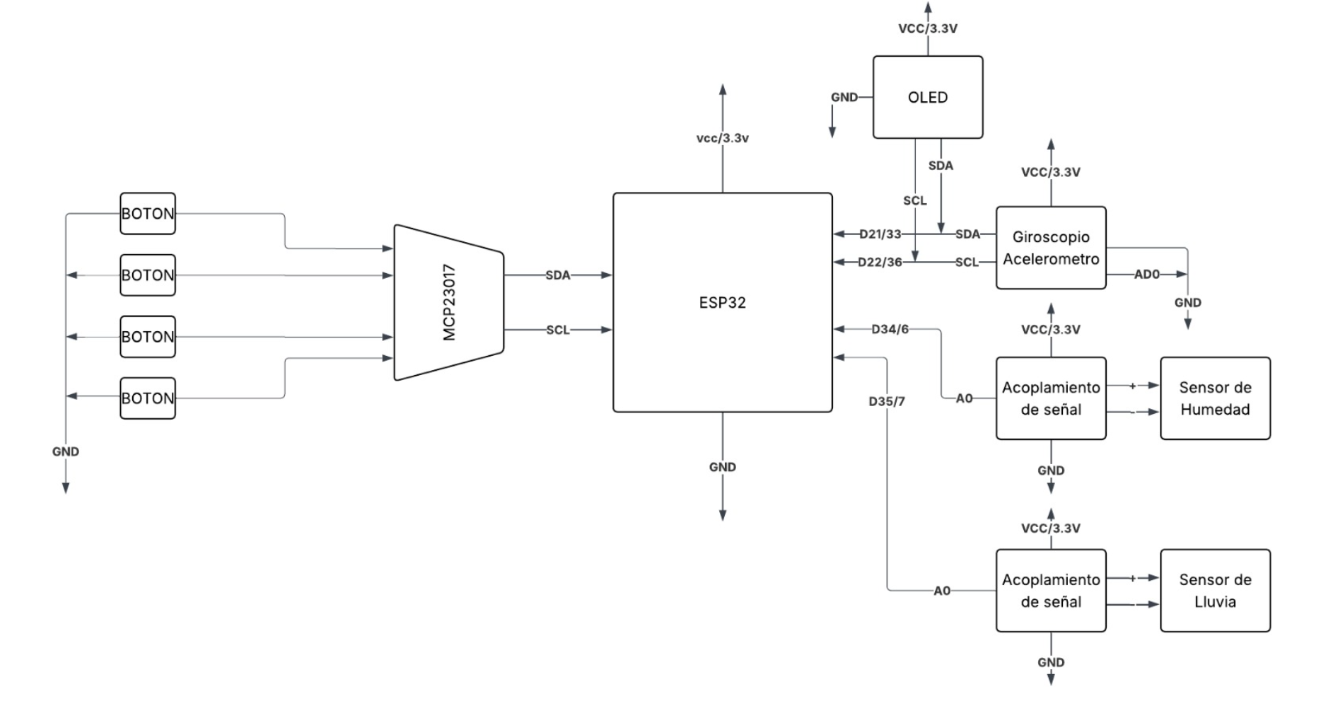 VCC/3.3V
OLED
GND
vcc/3.3v
SDA
VCC/3.3V
SCL
BOTON
D21/33
SDA
Giroscopio
Acelerometro
D22/36
SCL
BOTON
MCP23017
SDA
AD0
ESP32
GND
BOTON
SCL
D34/6
VCC/3.3V
BOTON
D35/7
A0
Acoplamiento
de señal
+
-
Sensor de
Humedad
GND
GND
GND
VCC/3.3V
A0
Acoplamiento
de señal
+
-
Sensor de
Lluvia
GND